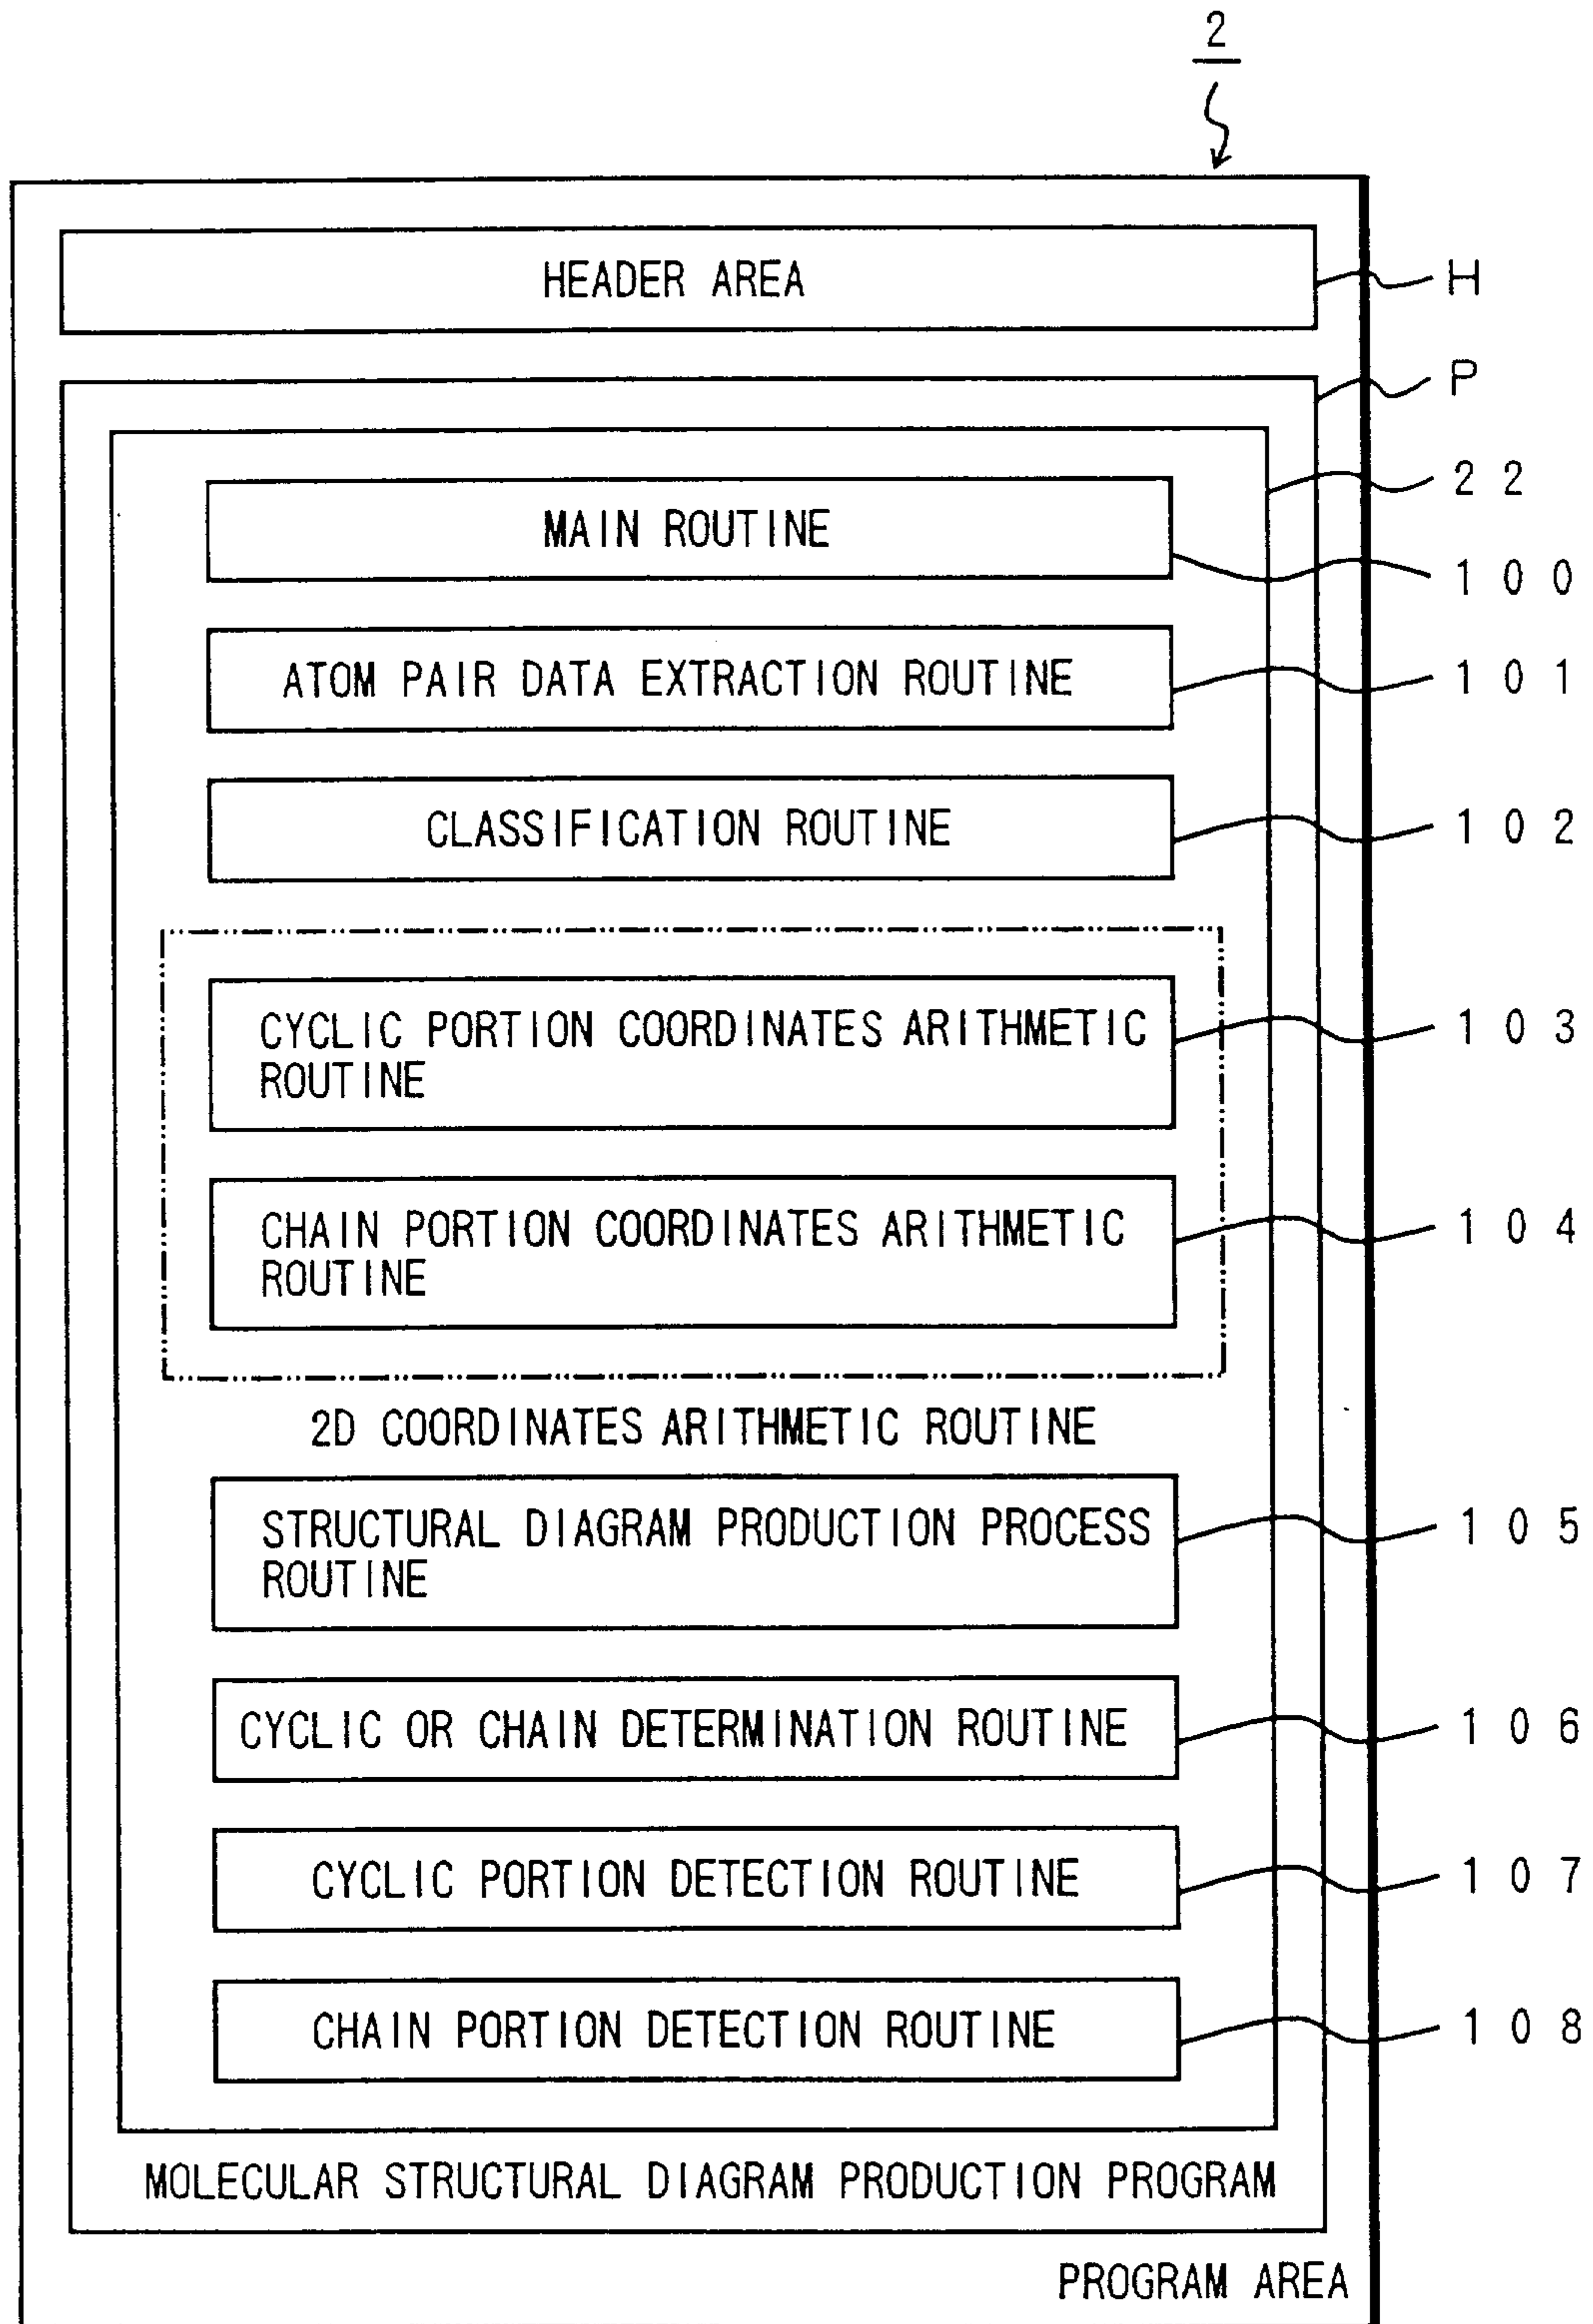 2
HEADER AREA
H
P
22
MAIN ROUTINE
100
ATOM PAIR DATA EXTRACTION ROUTINE
101
CLASSIFICATION ROUTINE
102
CYCLIC PORTION COORDINATES ARITHMETIC
ROUTINE
103
CHAIN PORTION COORDINATES ARITHMETIC
ROUTINE
104
2D COORDINATES ARITHMETIC ROUTINE
STRUCTURAL DIAGRAM PRODUCTION PROCESS
ROUTINE
105
CYCLIC OR CHAIN DETERMINATION ROUTINE
106
CYCLIC PORTION DETECTION ROUTINE
107
CHAIN PORTION DETECTION ROUTINE
108
MOLECULAR STRUCTURAL DIAGRAM PRODUCTION PROGRAM
PROGRAM AREA